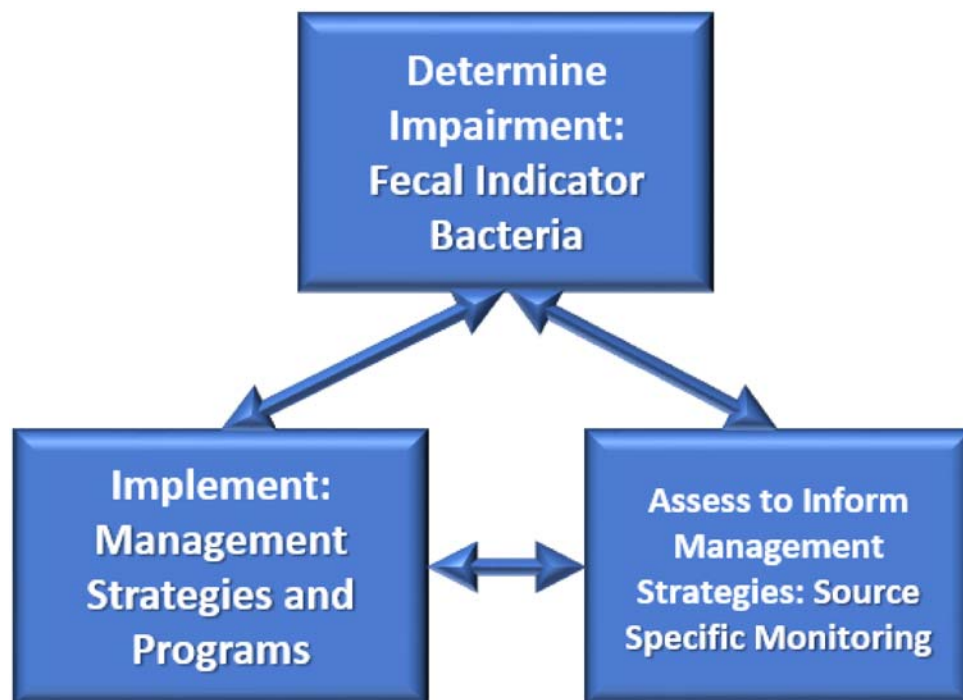 Determine
Impairment:
Fecal Indicator
Bacteria
Implement:
Management
Strategies and
Programs
Assess to Inform
Management
Strategies: Source
Specific Monitoring